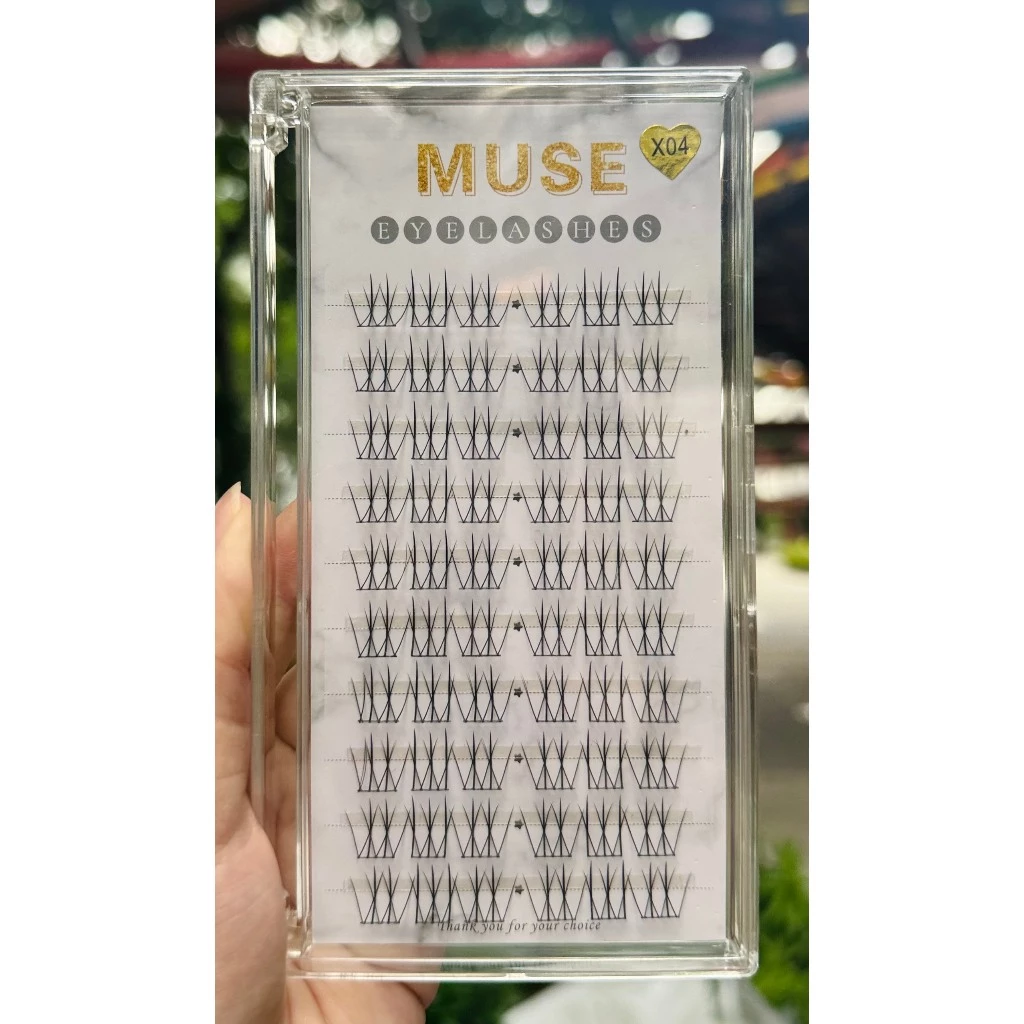 MUSE
X04
EYELASHES
Thank you for your choice